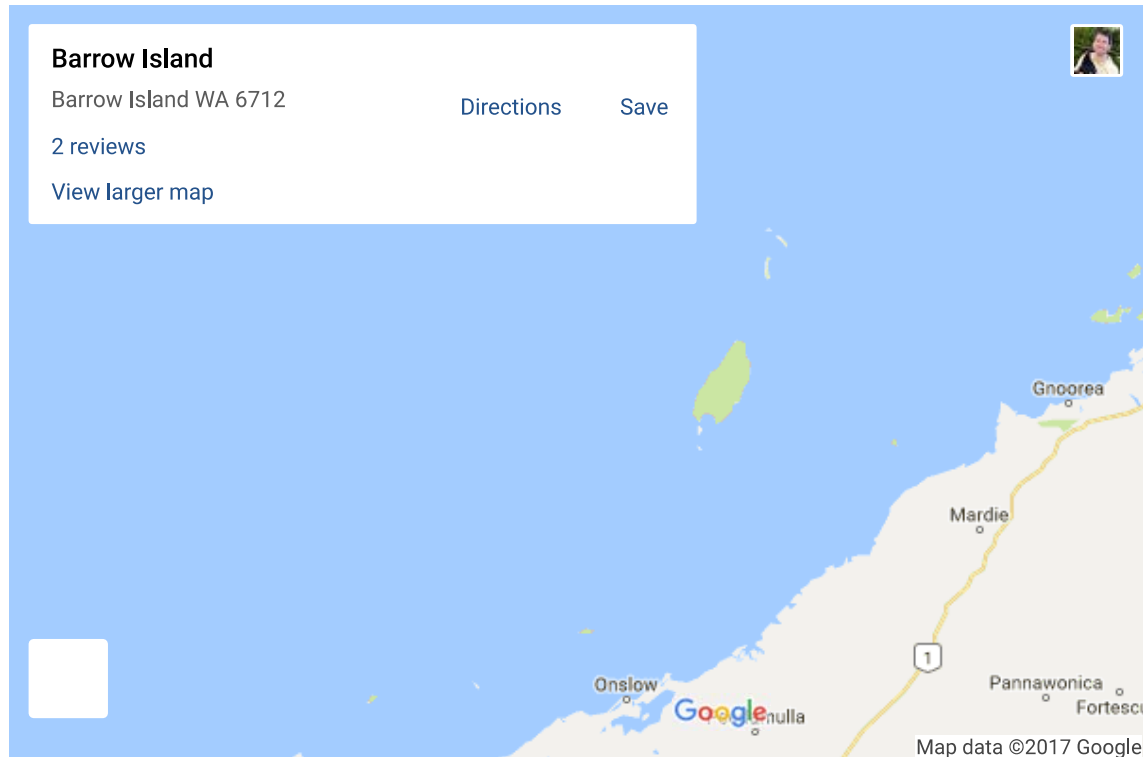 Barrow Island
Barrow Island WA 6712
Directions
Save
2 reviews
View larger map
Gnoorea
Mardie
1
Onslow
Pannawonica
Google
Map data ©2017 Google